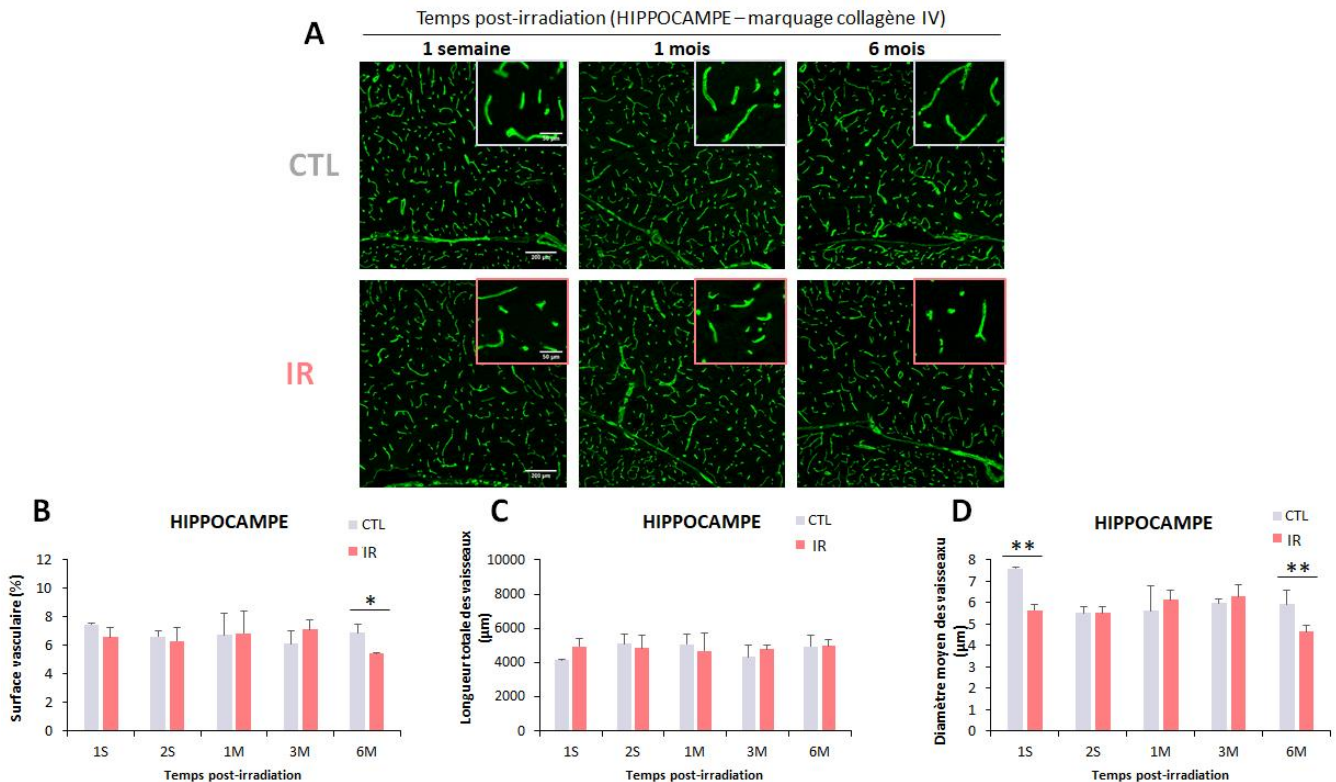 Temps post-irradiation (HIPPOCAMPE – marquage collagène IV)
A
1 semaine 1 mois 6 mois
CTL
50 µm
200 µm
IR
50 µm
200 µm
B
HIPPOCAMPE
CTL
IR
Surface vasculaire (%)
12
10
8
6
4
2
0
*
1S 2S 1M 3M 6M
Temps post-irradiation
C
HIPPOCAMPE
CTL
IR
Longueur totale des vaisseaux
(µm)
10000
8000
6000
4000
2000
0
1S 2S 1M 3M 6M
Temps post-irradiation
D
HIPPOCAMPE
CTL
IR
Diamètre moyen des vaisseaxu
(µm)
8
7
6
5
4
3
2
1
0
**
**
1S 2S 1M 3M 6M
Temps post-irradiation